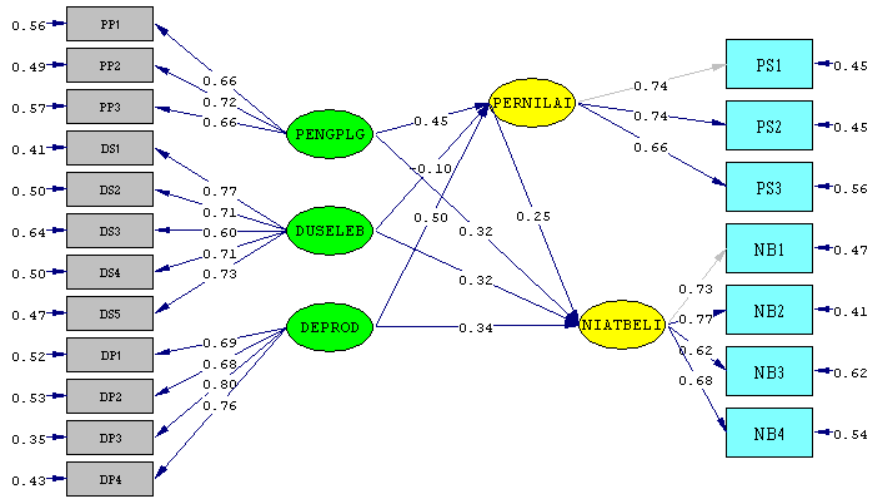 0.56 PP1
0.49 PP2
0.57 PP3
0.41 DS1
0.50 DS2
0.64 DS3
0.50 DS4
0.47 DS5
0.52 DP1
0.53 DP2
0.35 DP3
0.43 DP4
0.66
0.72
0.66
0.77
0.71
0.60
0.71
0.73
0.69
0.68
0.80
0.76
PENGPLG
DUSELEB
DEPROD
0.45
-0.10
0.50
0.32
0.32
0.34
0.25
PERNILAI
NIATBELI
0.74
0.74
0.66
0.73
0.77
0.62
0.68
PS1 0.45
PS2 0.45
PS3 0.56
NB1 0.47
NB2 0.41
NB3 0.62
NB4 0.54